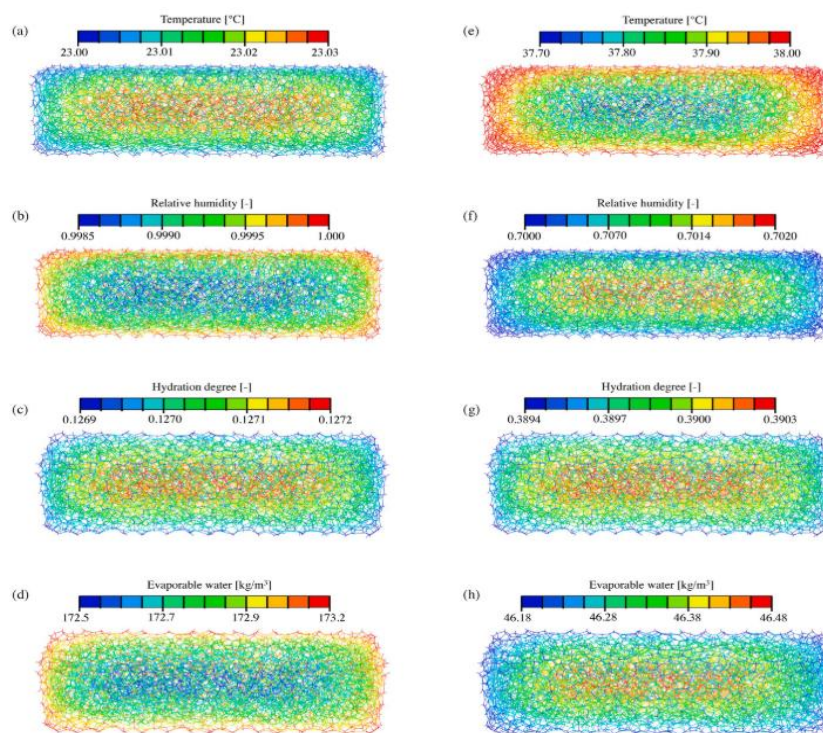 (a)
Temperature [°C]
23.00 23.01 23.02 23.03
(e)
Temperature [°C]
37.70 37.80 37.90 38.00
(b)
Relative humidity [-]
0.9985 0.9990 0.9995 1.000
(f)
Relative humidity [-]
0.7000 0.7070 0.7014 0.7020
(c)
Hydration degree [-]
0.1269 0.1270 0.1271 0.1272
(g)
Hydration degree [-]
0.3894 0.3897 0.3900 0.3903
(d)
Evaporable water [kg/m³]
172.5 172.7 172.9 173.2
(h)
Evaporable water [kg/m³]
46.18 46.28 46.38 46.48